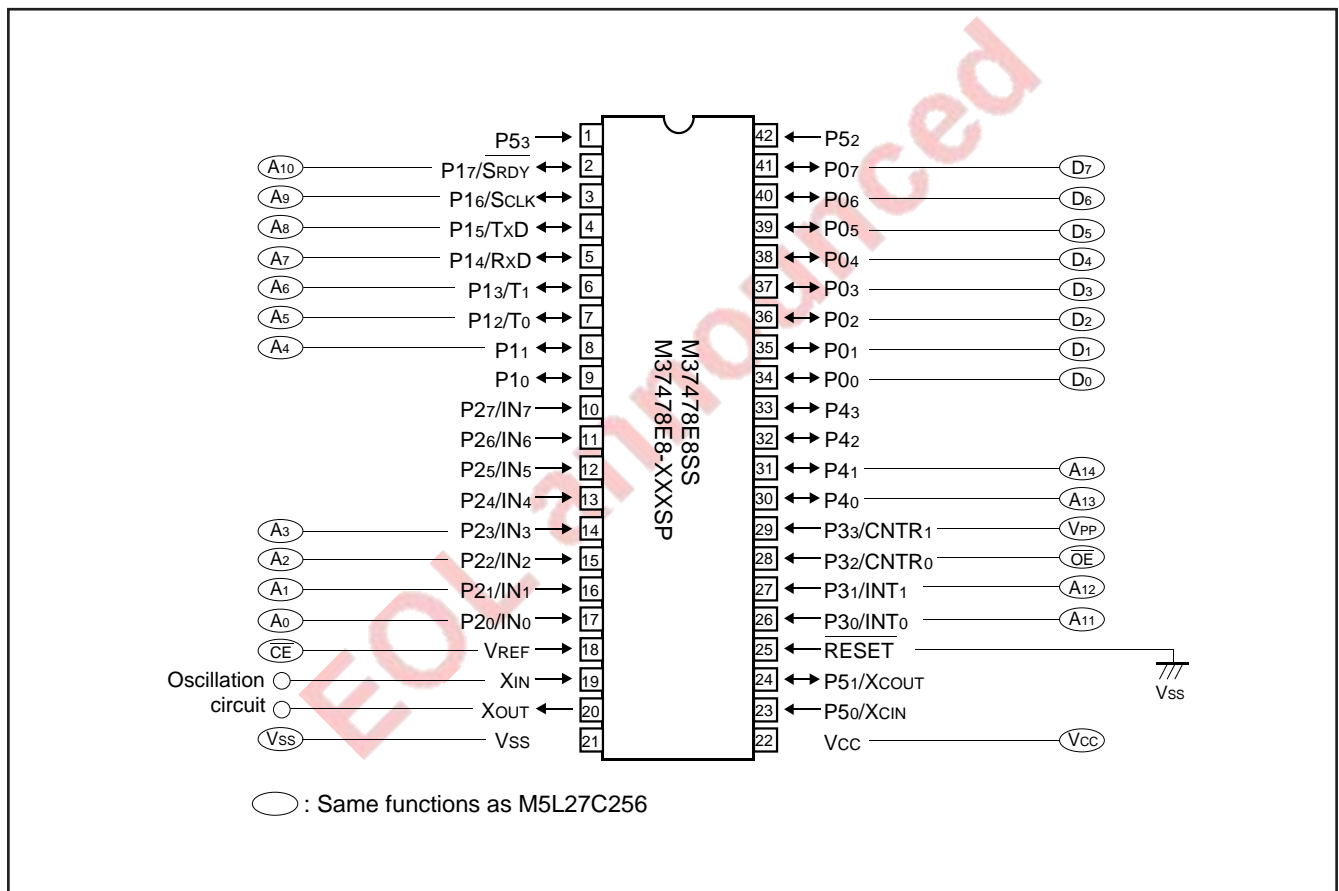 P53 1 42 P52
A10 P17/SRDY 2 41 P07 D7
A9 P16/SCLK 3 40 P06 D6
A8 P15/TxD 4 39 P05 D5
A7 P14/RxD 5 38 P04 D4
A6 P13/T1 6 37 P03 D3
A5 P12/T0 7 36 P02 D2
A4 P11 8 35 P01 D1
P10 9 34 P00 D0
P27/IN7 10 33 P43
P26/IN6 11 32 P42
P25/IN5 12 31 P41 A14
P24/IN4 13 30 P40 A13
A3 P23/IN3 14 29 P33/CNTR1 VPP
A2 P22/IN2 15 28 P32/CNTR0 OE
A1 P21/IN1 16 27 P31/INT1 A12
A0 P20/IN0 17 26 P30/INT0 A11
CE VREF 18 25 RESET
Oscillation XIN 19 24 P51/XCOUT VSS
circuit XOUT 20 23 P50/XCIN
VSS VSS 21 22 VCC VCC
M37478E8SS
M37478E8-XXXSP
: Same functions as M5L27C256
EOL announced